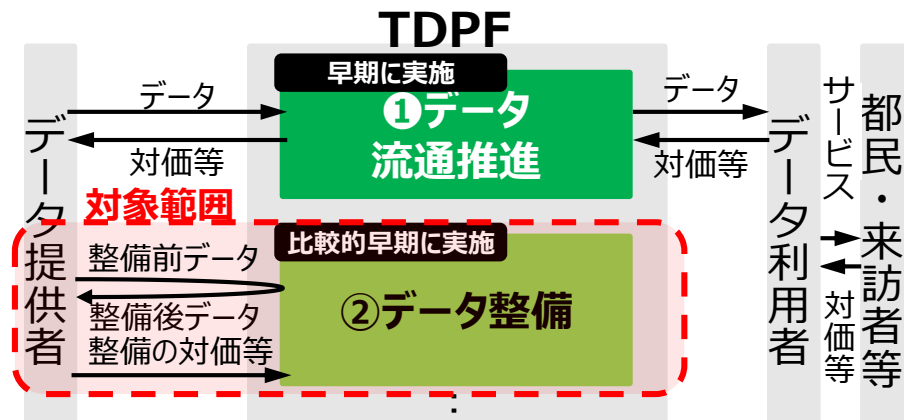 TDPF
早期に実施
❶データ
流通推進
データ
対価等
データ
対価等
対象範囲
比較的早期に実施
②データ整備
整備前データ
整備後データ
整備の対価等
データ提供者
データ利用者
サービス
対価等
都民・来訪者等
：